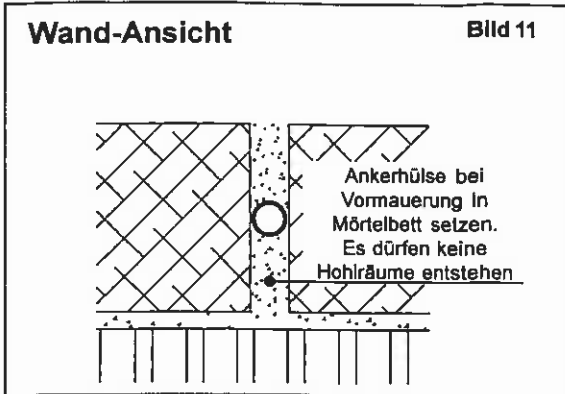 Wand-Ansicht
Bild 11
Ankerhülse bei
Vormauerung in
Mörtelbett setzen.
Es dürfen keine
Hohlräume entstehen